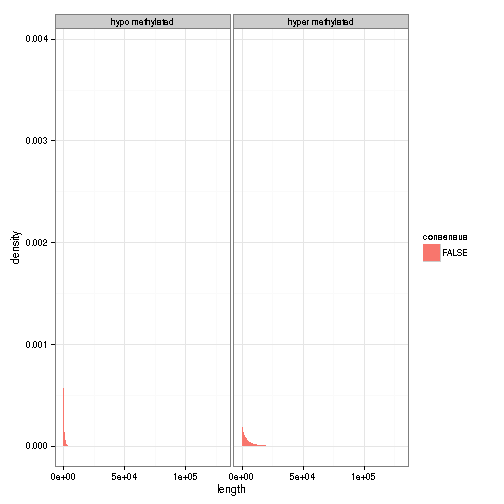 hypo methylated hyper methylated
0.004
0.003
0.002
0.001
0.000
density
consensus
FALSE
0e+00 5e+04 1e+05 0e+00 5e+04 1e+05
length